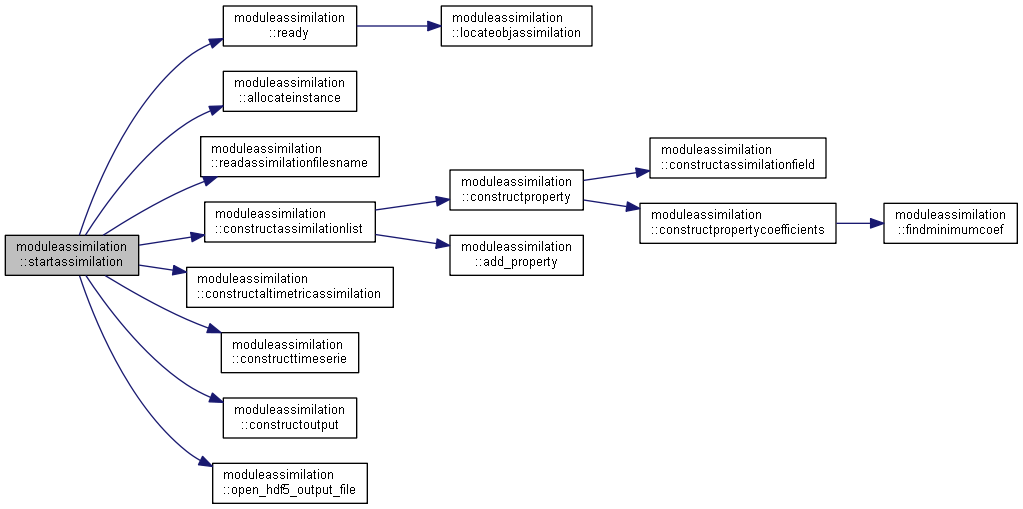 moduleassimilation
::ready
moduleassimilation
::locateobjassimilation
moduleassimilation
::allocateinstance
moduleassimilation
::readassimilationfilesname
moduleassimilation
::constructassimilationfield
moduleassimilation
::constructproperty
moduleassimilation
::constructassimilationlist
moduleassimilation
::constructpropertycoefficients
moduleassimilation
::findminimumcoef
moduleassimilation
::startassimilation
moduleassimilation
::add_property
moduleassimilation
::constructaltimetricassimilation
moduleassimilation
::constructtimeserie
moduleassimilation
::constructoutput
moduleassimilation
::open_hdf5_output_file